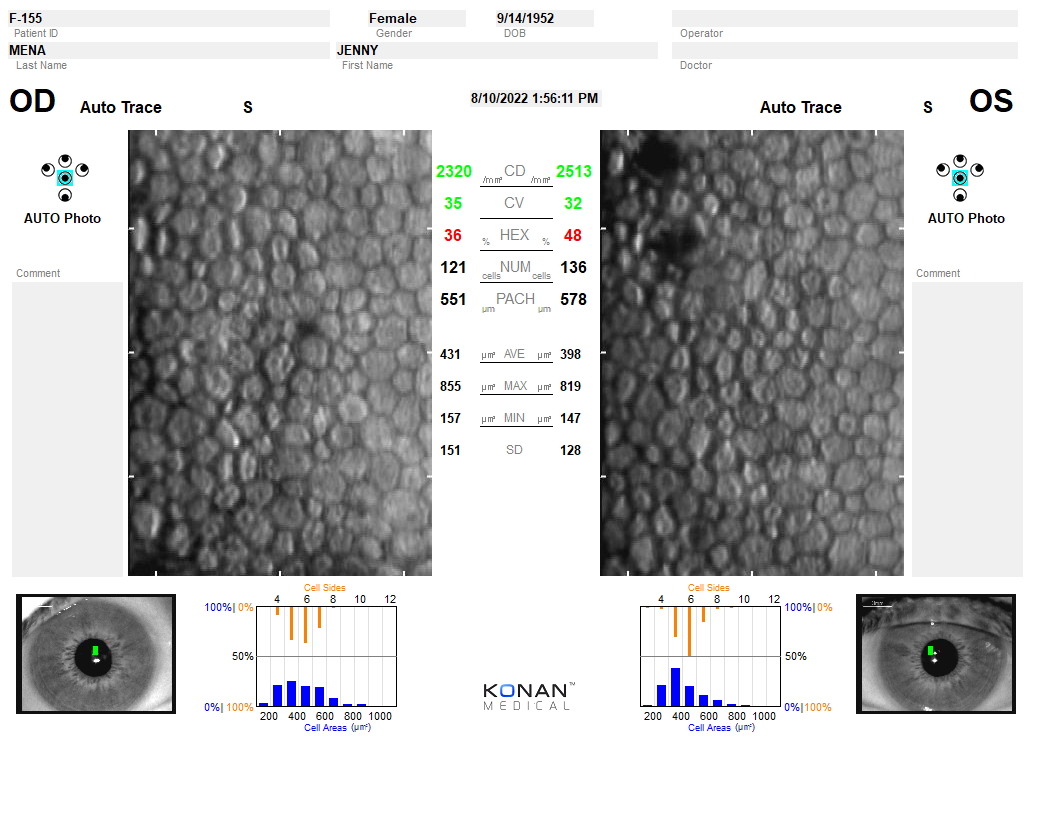 F-155 Female 9/14/1952
Patient ID Gender DOB Operator
MENA JENNY
Last Name First Name Doctor
OD Auto Trace S 8/10/2022 1:56:11 PM Auto Trace S OS
2320 /mm² CD /mm² 2513
35 CV 32
36 % HEX % 48
AUTO Photo AUTO Photo
121 cells NUM cells 136
Comment Comment
551 µm PACH µm 578
431 µm² AVE µm² 398
855 µm² MAX µm² 819
157 µm² MIN µm² 147
151 SD 128
Cell Sides Cell Sides
4 6 8 10 12 4 6 8 10 12
100%| 0% 100%| 0%
50% 50%
KONAN™
MEDICAL
0%| 100% 0%| 100%
200 400 600 800 1000 200 400 600 800 1000
Cell Areas (µm²) Cell Areas (µm²)